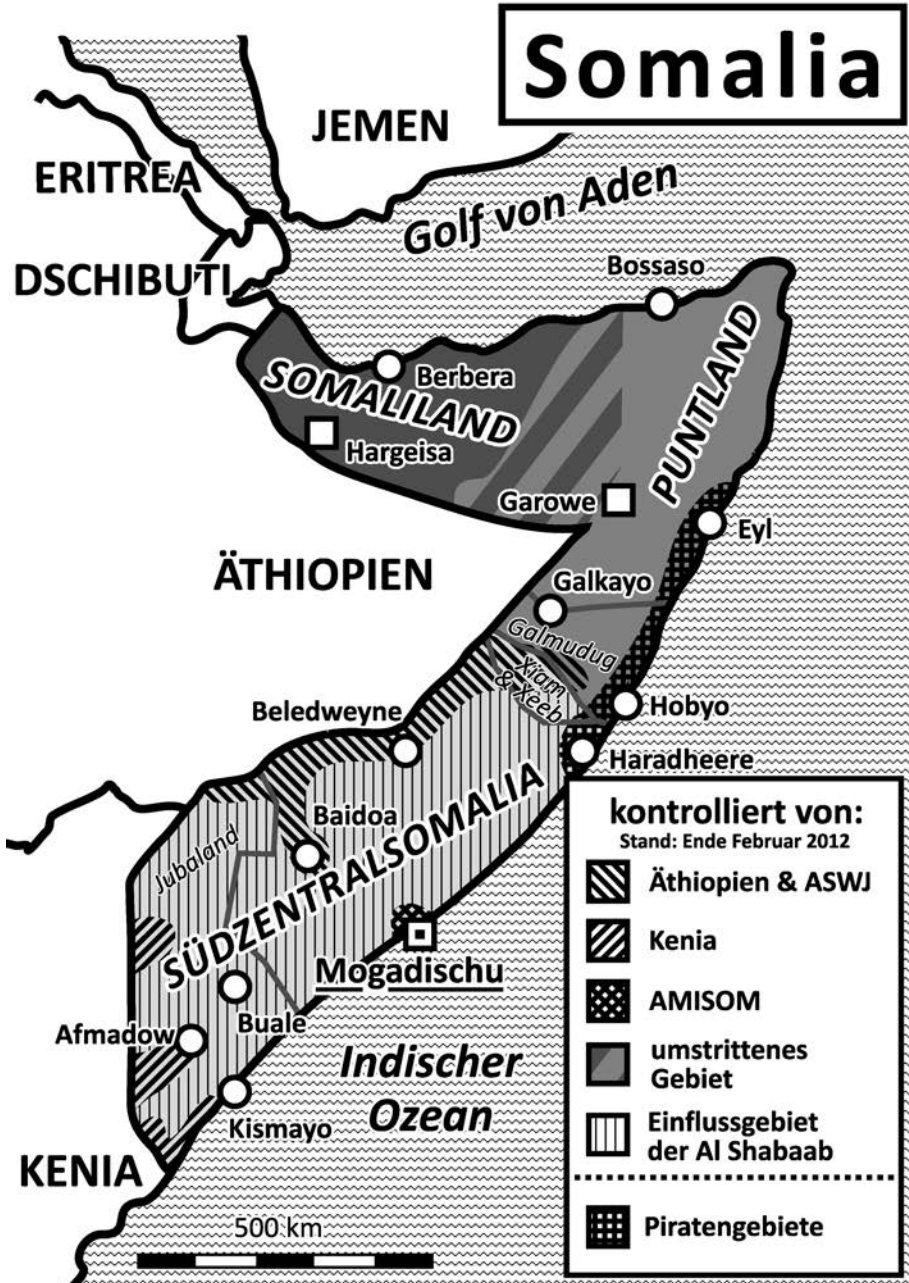 Somalia
JEMEN
ERITREA
Golf von Aden
DSCHIBUTI
Bossaso
SOMALILAND
Berbera
PUNTLAND
Hargeisa
Garowe
Eyl
ÄTHIOPIEN
Galkayo
Galmudug
Xiam
& Xeeb
Beledweyne
Hobyo
Haradheere
Baidoa
Jubaland
SÜDZENTRALSOMALIA
Mogadischu
Buale
Afmadow
Indischer
Ozean
Kismayo
KENIA
500 km
kontrolliert von:
Stand: Ende Februar 2012
Äthiopien & ASWJ
Kenia
AMISOM
umstrittenes
Gebiet
Einflussgebiet
der Al Shabaab
Piratengebiete